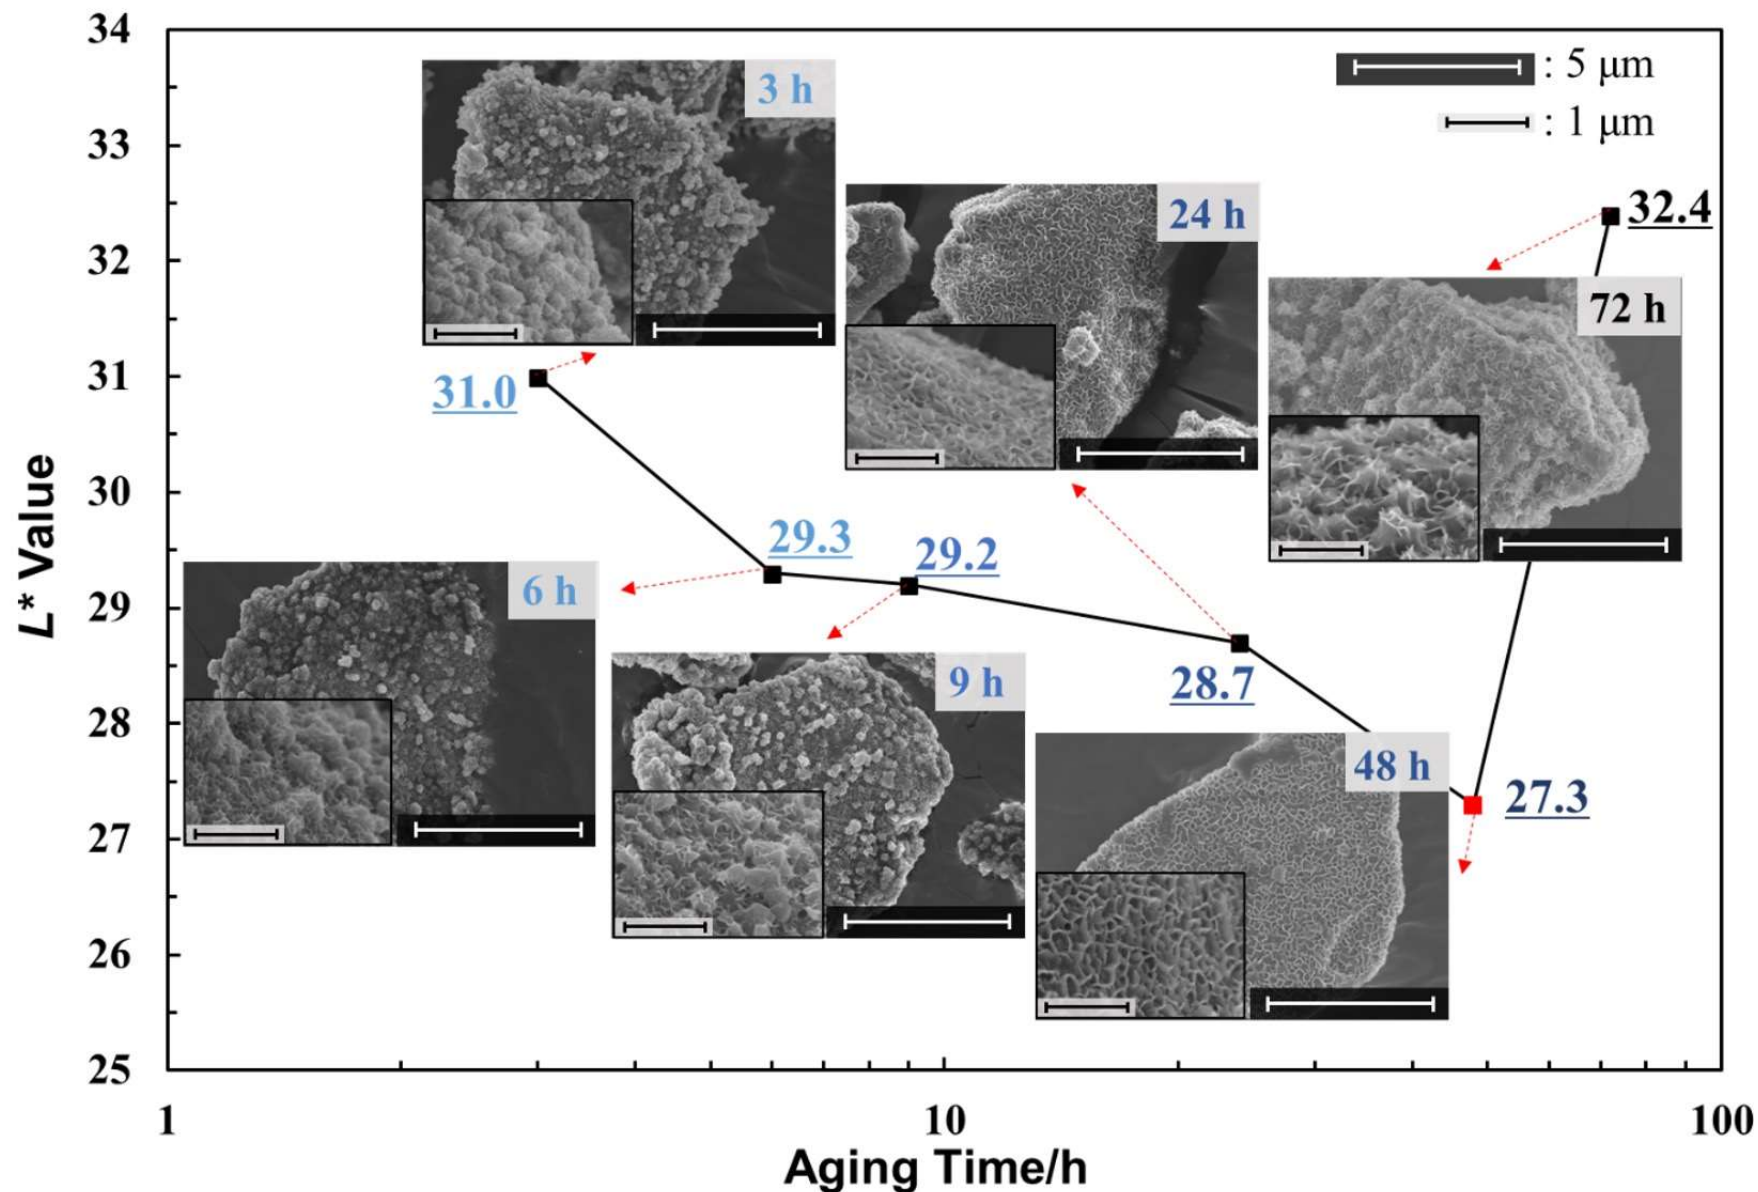 34
33
32
31
30
29
28
27
26
25
L* Value
1
10
100
Aging Time/h
: 5 μm
: 1 μm
3 h
24 h
72 h
6 h
9 h
48 h
31.0
29.3
29.2
28.7
27.3
32.4